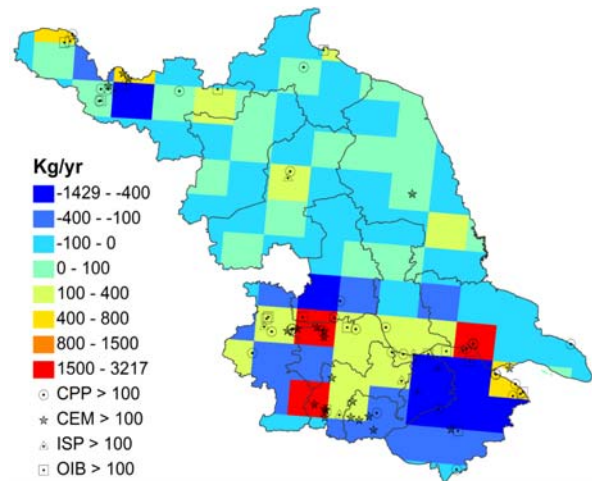 Kg/yr
-1429 - -400
-400 - -100
-100 - 0
0 - 100
100 - 400
400 - 800
800 - 1500
1500 - 3217
CPP > 100
CEM > 100
ISP > 100
OIB > 100